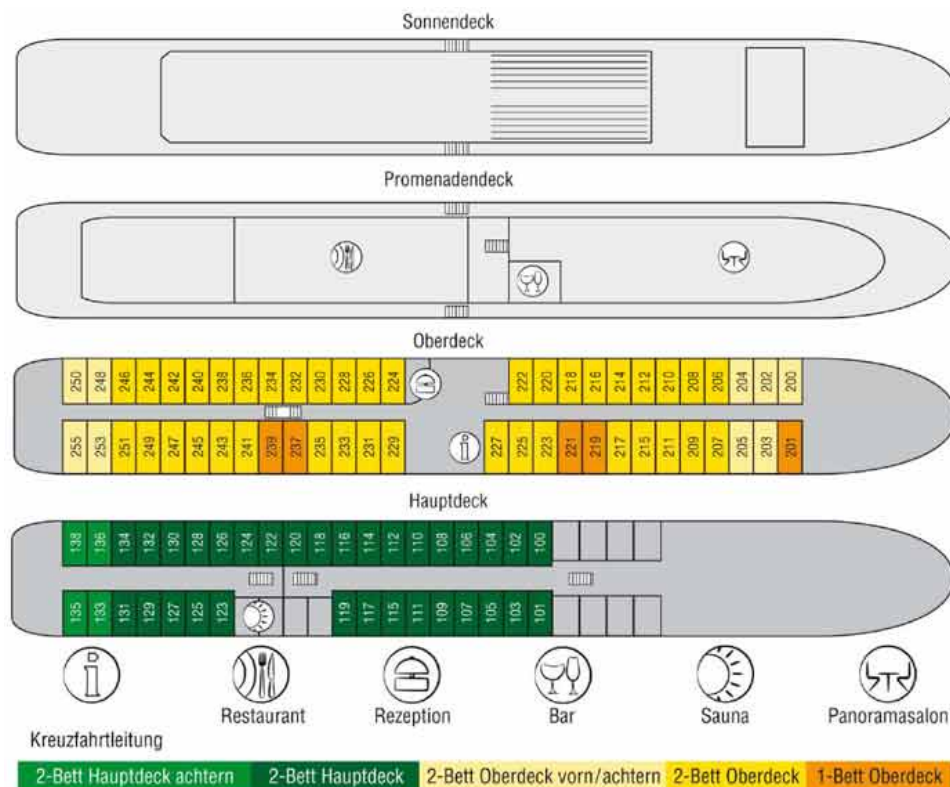 Sonnendeck
Promenadendeck
Oberdeck
250 248 246 244 242 240 238 236 234 232 230 228 226 224 222 220 218 216 214 212 210 208 206 204 202 200
255 253 251 249 247 245 243 241 239 237 235 233 231 229 i 227 225 223 221 219 217 215 211 209 207 205 203 201
Hauptdeck
138 136 134 132 130 128 126 124 122 120 118 116 114 112 110 108 106 104 102 100
135 133 131 129 127 125 123 119 117 115 111 109 107 105 103 101
i
Restaurant Rezeption Bar Sauna Panoramasalon
Kreuzfahrtleitung
2-Bett Hauptdeck achtern 2-Bett Hauptdeck 2-Bett Oberdeck vorn/achtern 2-Bett Oberdeck 1-Bett Oberdeck